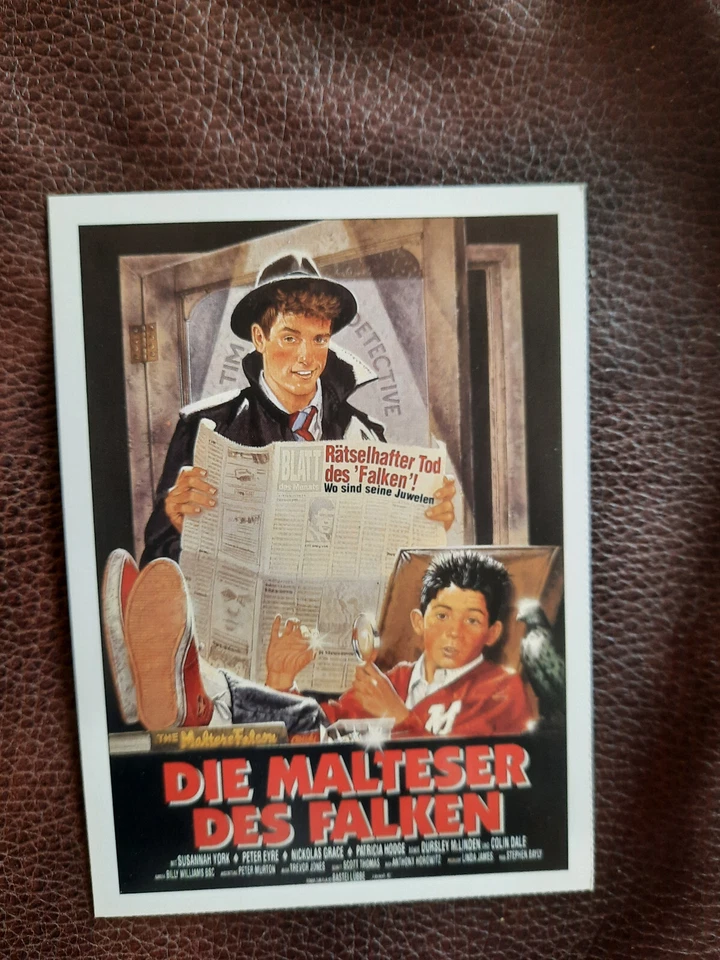 TIM
DETECTIVE
BLATT
des Monats
Rätselhafter Tod
des 'Falken'!
Wo sind seine Juwelen
THE Maltese Falcon
DIE MALTESER
DES FALKEN
SUSANNAH YORK ♦ PETER EYRE ♦ NICKOLAS GRACE ♦ PATRICIA HODGE DURSLEY McLINDEN COLIN DALE
BILLY WILLIAMS BSC PETER MURTON TREVOR JONES SCOTT THOMAS ANTHONY HOROWITZ LINDA JAMES STEPHEN BAYLY
BASTEI LÜBBE